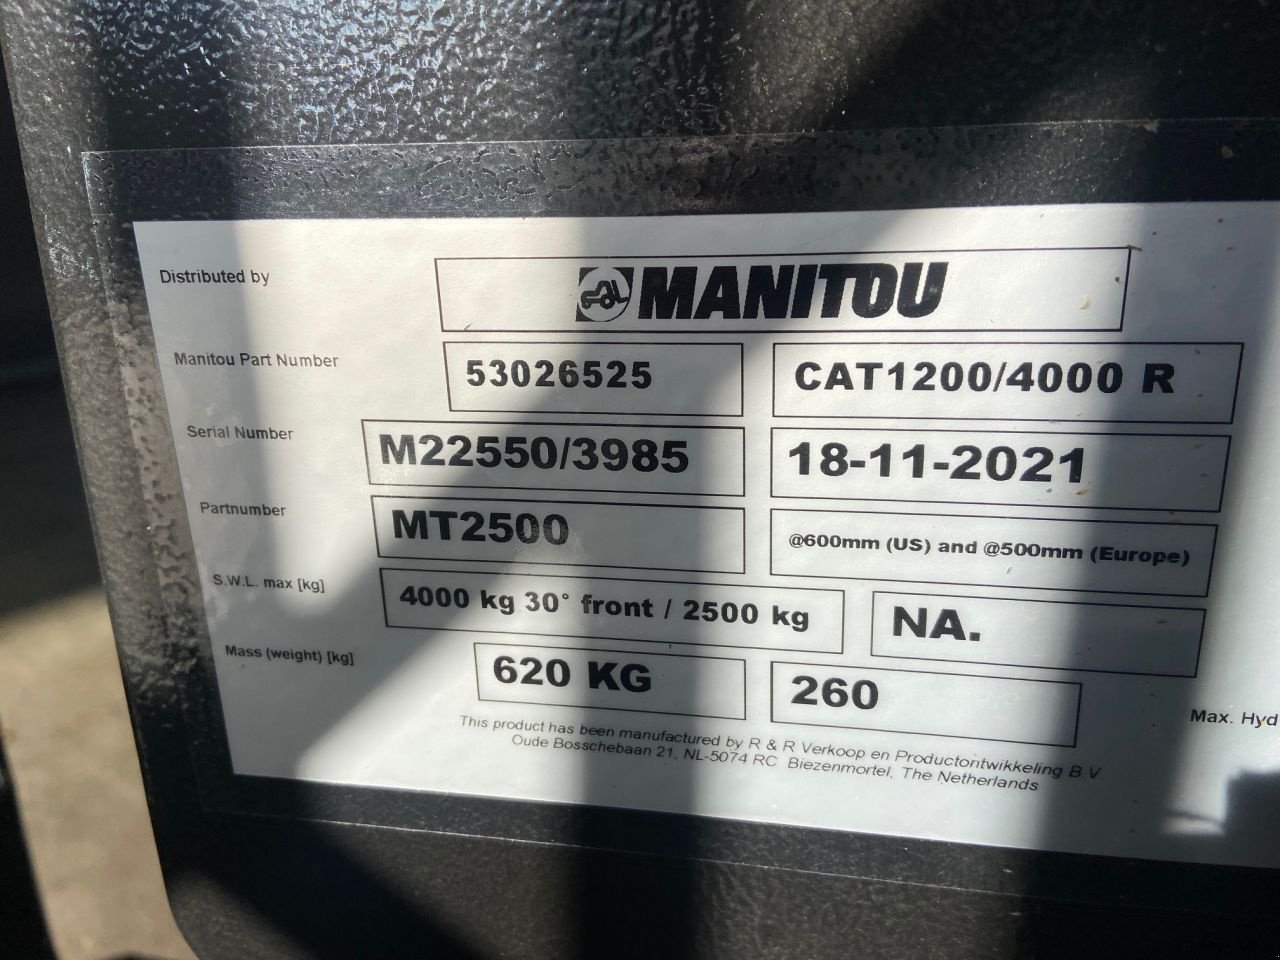 Distributed by MANITOU
Manitou Part Number 53026525 CAT1200/4000 R
Serial Number M22550/3985 18-11-2021
Partnumber MT2500 @600mm (US) and @500mm (Europe)
S.W.L. max [kg] 4000 kg 30° front / 2500 kg NA.
Mass (weight) [kg] 620 KG 260 Max. Hyd
This product has been manufactured by R & R Verkoop en Productontwikkeling B.V.
Oude Bosschebaan 21, NL-5074 RC Biezenmortel, The Netherlands